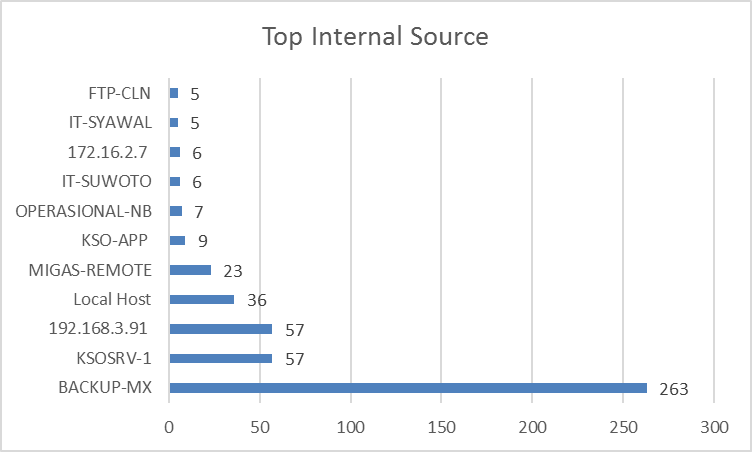 Top Internal Source
FTP-CLN 5
IT-SYAWAL 5
172.16.2.7 6
IT-SUWOTO 6
OPERASIONAL-NB 7
KSO-APP 9
MIGAS-REMOTE 23
Local Host 36
192.168.3.91 57
KSOSRV-1 57
BACKUP-MX 263
0 50 100 150 200 250 300